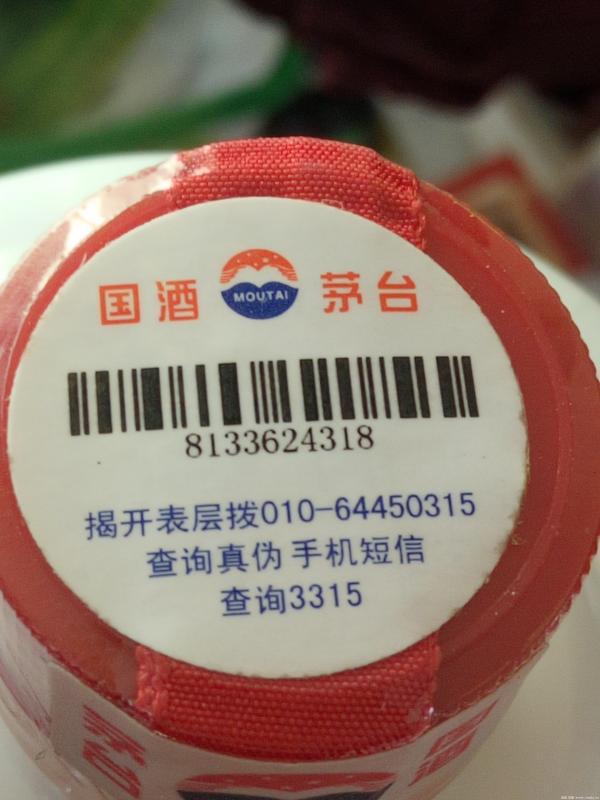 国酒 MOUTAI 茅台
8133624318
揭开表层拨010-64450315
查询真伪 手机短信
查询3315